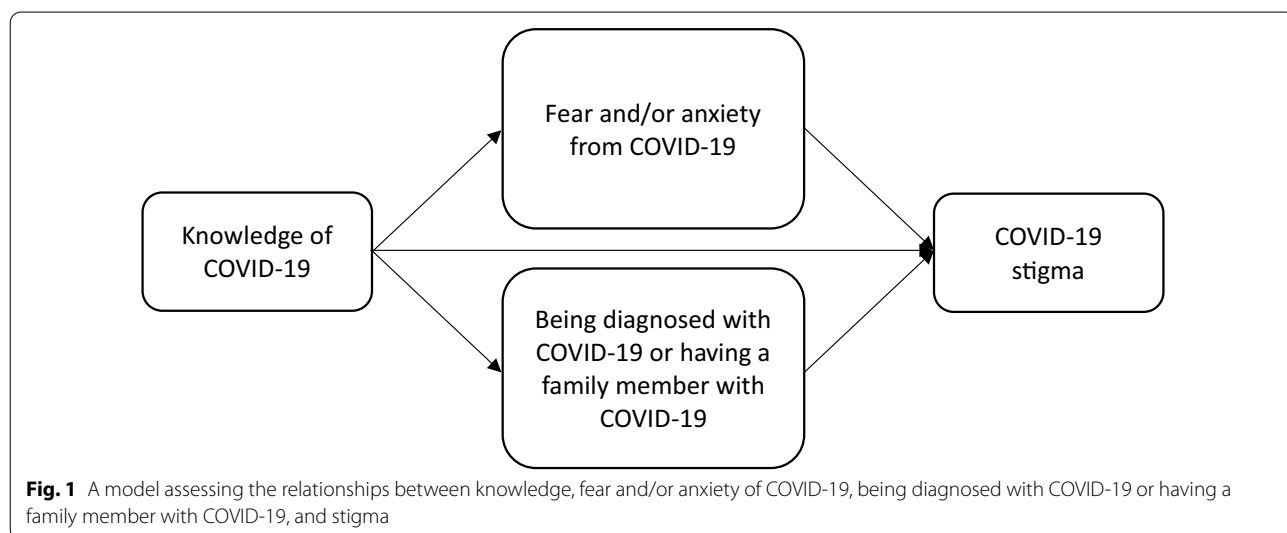 Fear and/or anxiety
from COVID-19
Knowledge of
COVID-19
COVID-19
stigma
Being diagnosed with
COVID-19 or having a
family member with
COVID-19
Fig. 1 A model assessing the relationships between knowledge, fear and/or anxiety of COVID-19, being diagnosed with COVID-19 or having a
family member with COVID-19, and stigma